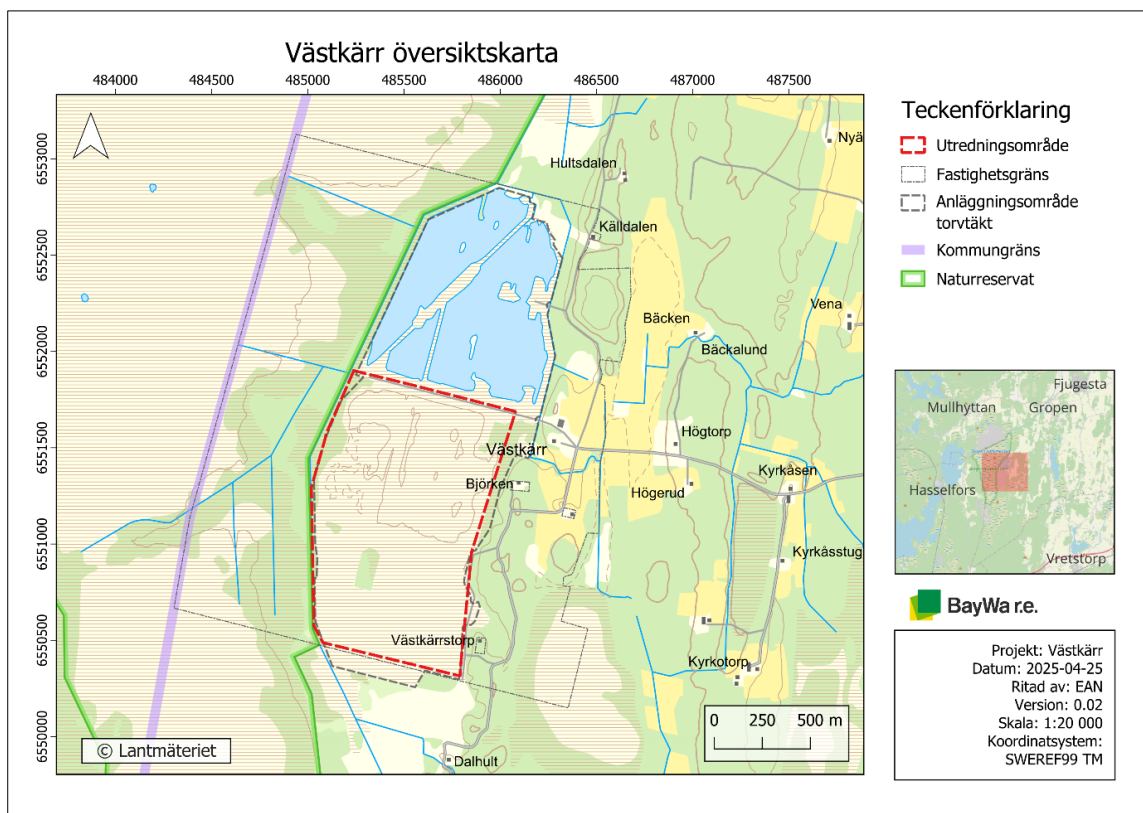 Västkärr översiktskarta
484000 484500 485000 485500 486000 486500 487000 487500
6553000
6552500
6552000
6551500
6551000
6550500
6550000
Nyä
Hultsdalen
Källdalen
Vena
Bäcken
Bäckalund
Högtorp
Västkärr
Kyrkåsen
Björken
Högerud
Kyrkåsstug
Västkärrstorp
Kyrkotorp
Dalhult
0 250 500 m
© Lantmäteriet
Teckenförklaring
Utredningsområde
Fastighetsgräns
Anläggningsområde
torvtäkt
Kommungräns
Naturreservat
Fjugesta
Mullhyttan Gropen
Hasselfors
Vretstorp
BayWa r.e.
Projekt: Västkärr
Datum: 2025-04-25
Ritad av: EAN
Version: 0.02
Skala: 1:20 000
Koordinatsystem:
SWEREF99 TM